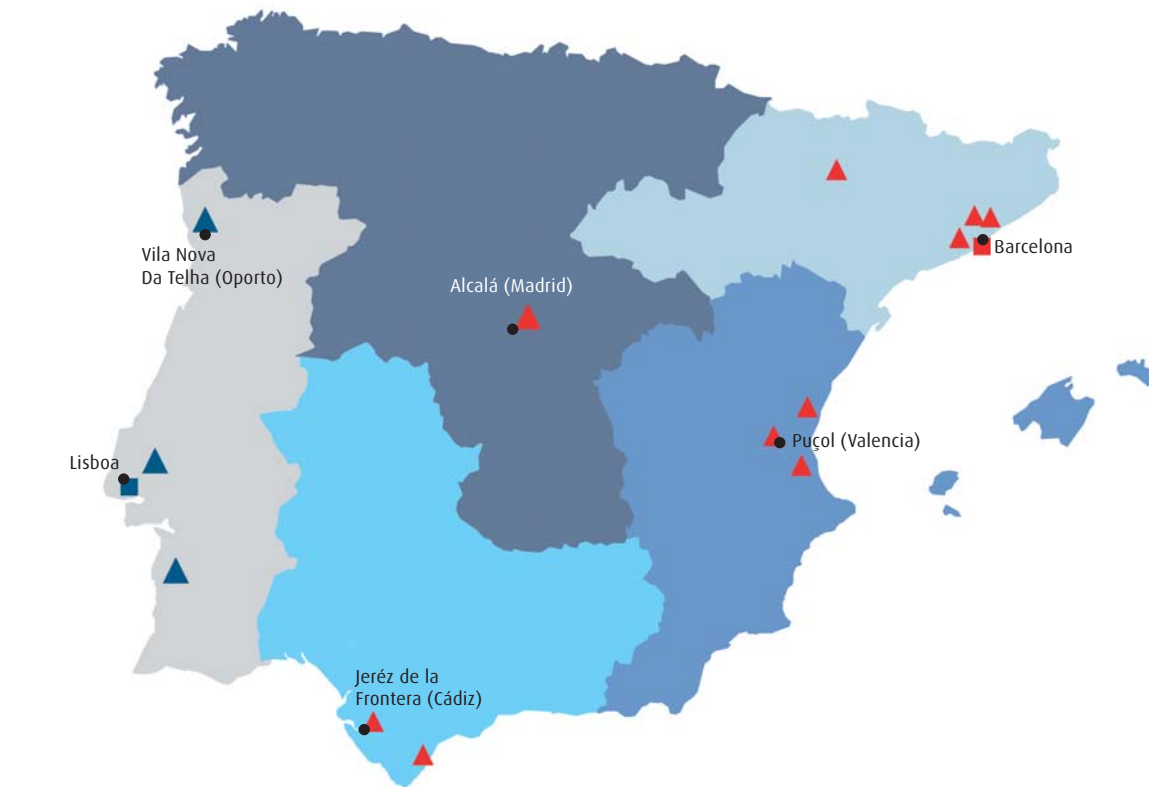 Vila Nova
Da Telha (Oporto)
Barcelona
Alcalá (Madrid)
Puçol (Valencia)
Lisboa
Jeréz de la
Frontera (Cádiz)